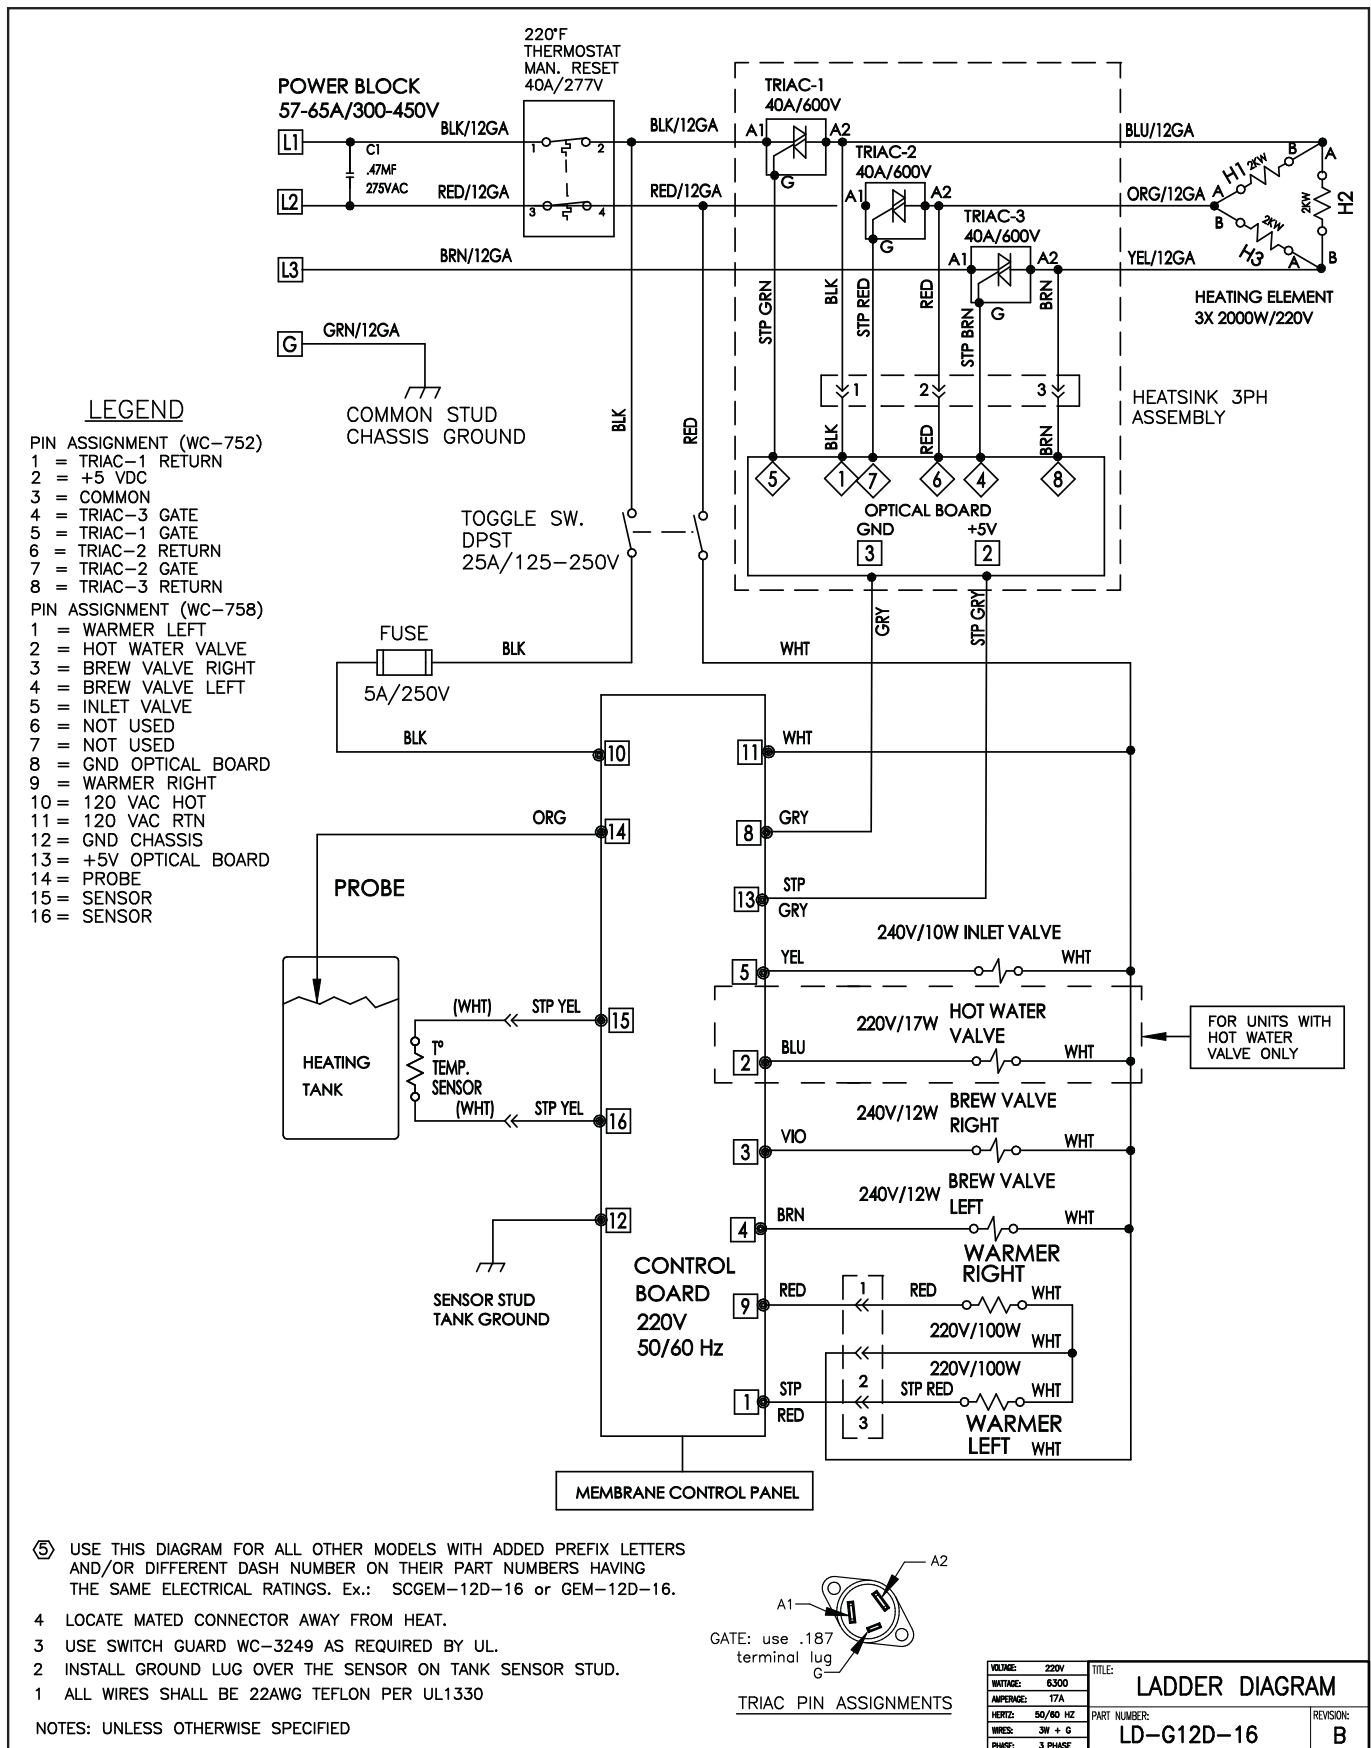 220°F
THERMOSTAT
MAN. RESET
40A/277V
POWER BLOCK
57-65A/300-450V
TRIAC-1
40A/600V
L1
BLK/12GA
1
2
BLK/12GA
A1
A2
G
BLU/12GA
C1
.47MF
275VAC
TRIAC-2
40A/600V
L2
RED/12GA
3
4
RED/12GA
A1
A2
G
ORG/12GA
A
H1
2KW
B
A
2KW
H2
B
2KW
H3
A
B
TRIAC-3
40A/600V
L3
BRN/12GA
A1
A2
G
YEL/12GA
HEATING ELEMENT
3X 2000W/220V
G
GRN/12GA
COMMON STUD
CHASSIS GROUND
STP GRN
BLK
STP RED
RED
STP BRN
BRN
1
2
3
HEATSINK 3PH
ASSEMBLY
BLK
RED
BLK
RED
BRN
5
1
7
6
4
8
OPTICAL BOARD
GND
+5V
3
2
LEGEND
PIN ASSIGNMENT (WC-752)
1 = TRIAC-1 RETURN
2 = +5 VDC
3 = COMMON
4 = TRIAC-3 GATE
5 = TRIAC-1 GATE
6 = TRIAC-2 RETURN
7 = TRIAC-2 GATE
8 = TRIAC-3 RETURN
PIN ASSIGNMENT (WC-758)
1 = WARMER LEFT
2 = HOT WATER VALVE
3 = BREW VALVE RIGHT
4 = BREW VALVE LEFT
5 = INLET VALVE
6 = NOT USED
7 = NOT USED
8 = GND OPTICAL BOARD
9 = WARMER RIGHT
10 = 120 VAC HOT
11 = 120 VAC RTN
12 = GND CHASSIS
13 = +5V OPTICAL BOARD
14 = PROBE
15 = SENSOR
16 = SENSOR
TOGGLE SW.
DPST
25A/125-250V
GRY
STP GRY
FUSE
5A/250V
BLK
WHT
BLK
10
11
WHT
ORG
14
8
GRY
PROBE
13
STP
GRY
240V/10W INLET VALVE
5
YEL
WHT
HEATING
TANK
(WHT)
STP YEL
15
T°
TEMP.
SENSOR
(WHT)
STP YEL
16
220V/17W
HOT WATER
VALVE
2
BLU
WHT
FOR UNITS WITH
HOT WATER
VALVE ONLY
240V/12W
BREW VALVE
RIGHT
3
VIO
WHT
240V/12W
BREW VALVE
LEFT
4
BRN
WHT
12
SENSOR STUD
TANK GROUND
CONTROL
BOARD
220V
50/60 Hz
WARMER
RIGHT
9
RED
1
RED
WHT
220V/100W
WHT
220V/100W
2
1
STP
RED
STP RED
WHT
3
WARMER
LEFT
WHT
MEMBRANE CONTROL PANEL
5 USE THIS DIAGRAM FOR ALL OTHER MODELS WITH ADDED PREFIX LETTERS
AND/OR DIFFERENT DASH NUMBER ON THEIR PART NUMBERS HAVING
THE SAME ELECTRICAL RATINGS. Ex.: SCGEM-12D-16 or GEM-12D-16.
4 LOCATE MATED CONNECTOR AWAY FROM HEAT.
3 USE SWITCH GUARD WC-3249 AS REQUIRED BY UL.
2 INSTALL GROUND LUG OVER THE SENSOR ON TANK SENSOR STUD.
1 ALL WIRES SHALL BE 22AWG TEFLON PER UL1330
NOTES: UNLESS OTHERWISE SPECIFIED
A2
A1
GATE: use .187
terminal lug
G
TRIAC PIN ASSIGNMENTS
VOLTAGE: 220V
WATTAGE: 6300
AMPERAGE: 17A
HERTZ: 50/60 HZ
WIRES: 3W + G
PHASE: 3 PHASE
TITLE:
LADDER DIAGRAM
PART NUMBER:
LD-G12D-16
REVISION:
B